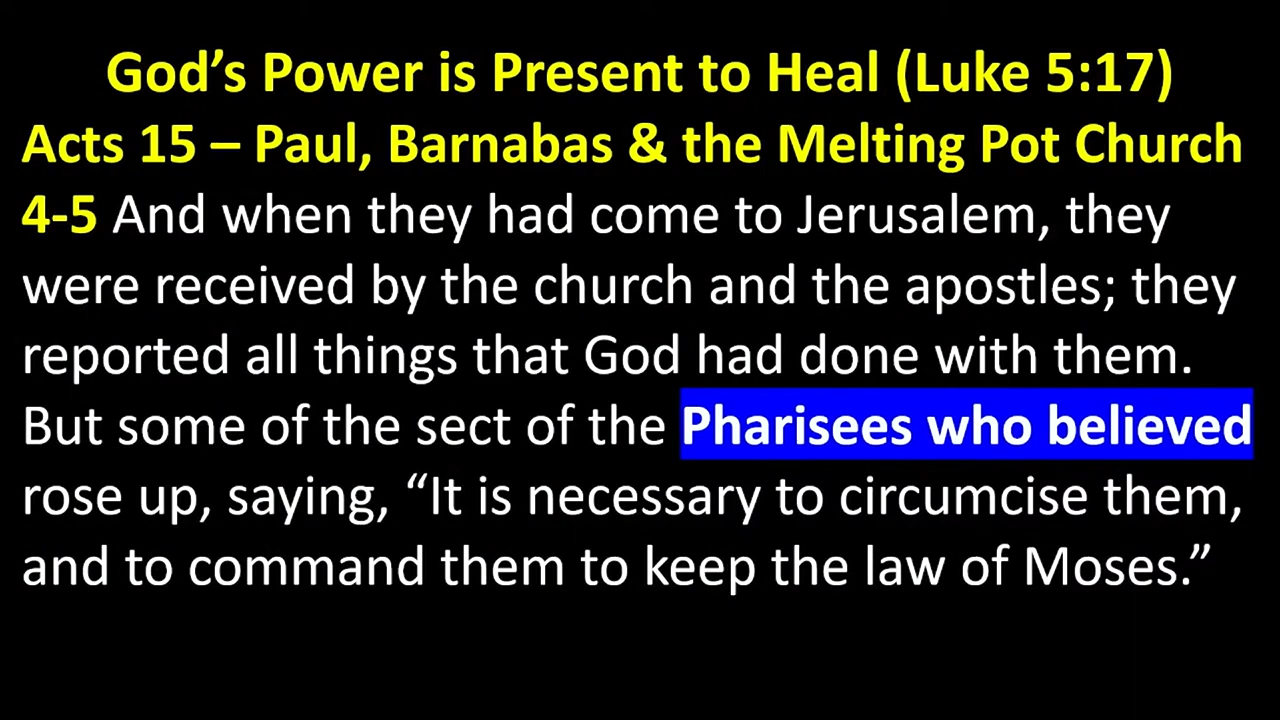 God’s Power is Present to Heal (Luke 5:17)
Acts 15 – Paul, Barnabas & the Melting Pot Church
4-5 And when they had come to Jerusalem, they
were received by the church and the apostles; they
reported all things that God had done with them.
But some of the sect of the Pharisees who believed
rose up, saying, “It is necessary to circumcise them,
and to command them to keep the law of Moses.”